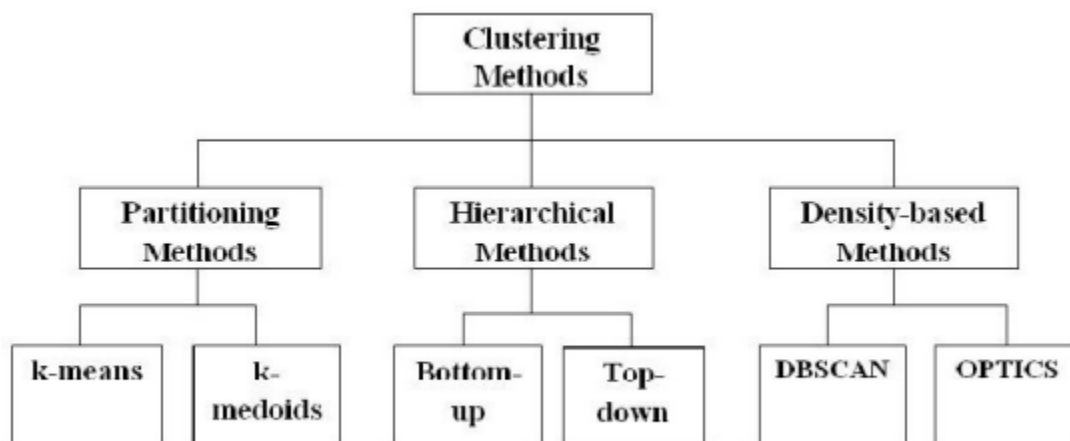 Clustering
Methods
Partitioning
Methods
Hierarchical
Methods
Density-based
Methods
k-means
k-
medoids
Bottom-
up
Top-
down
DBSCAN
OPTICS